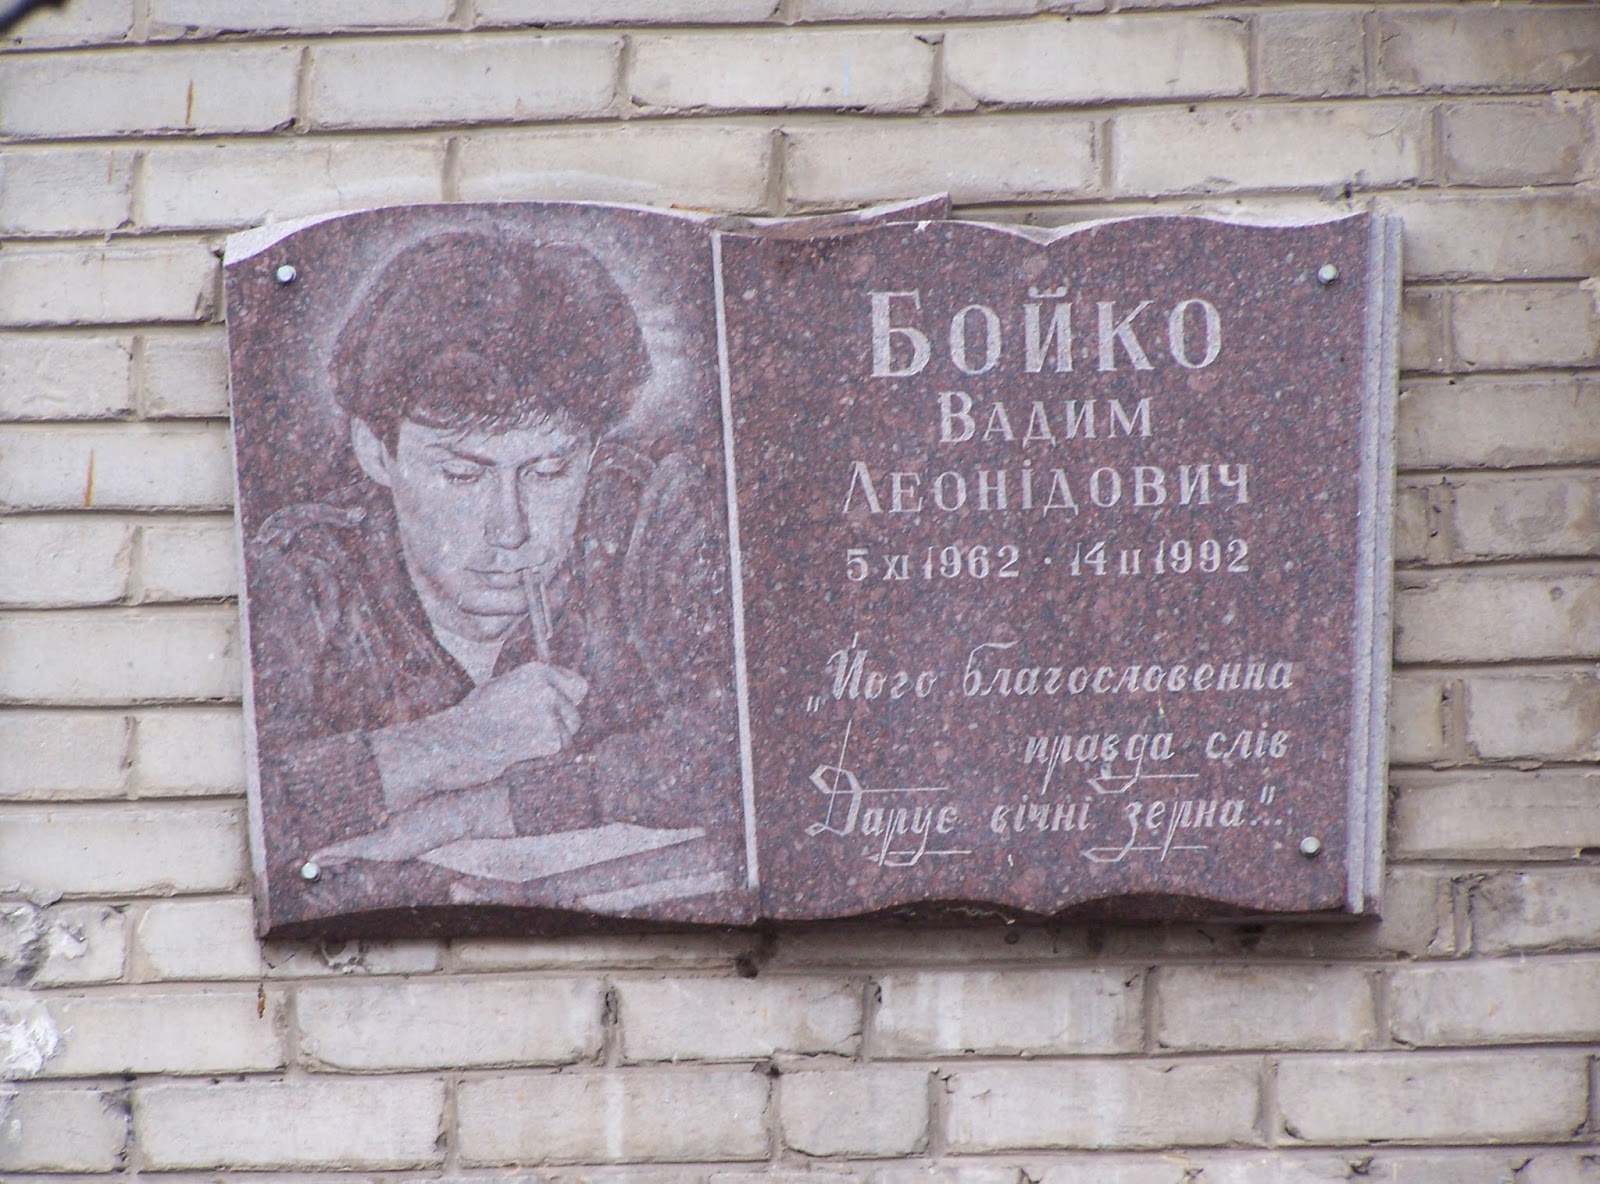 Бойко
Вадим
Леонідович
5 XI 1962 · 14 II 1992
„Його благословенна
правда слів
Дарує вічні зерна..."